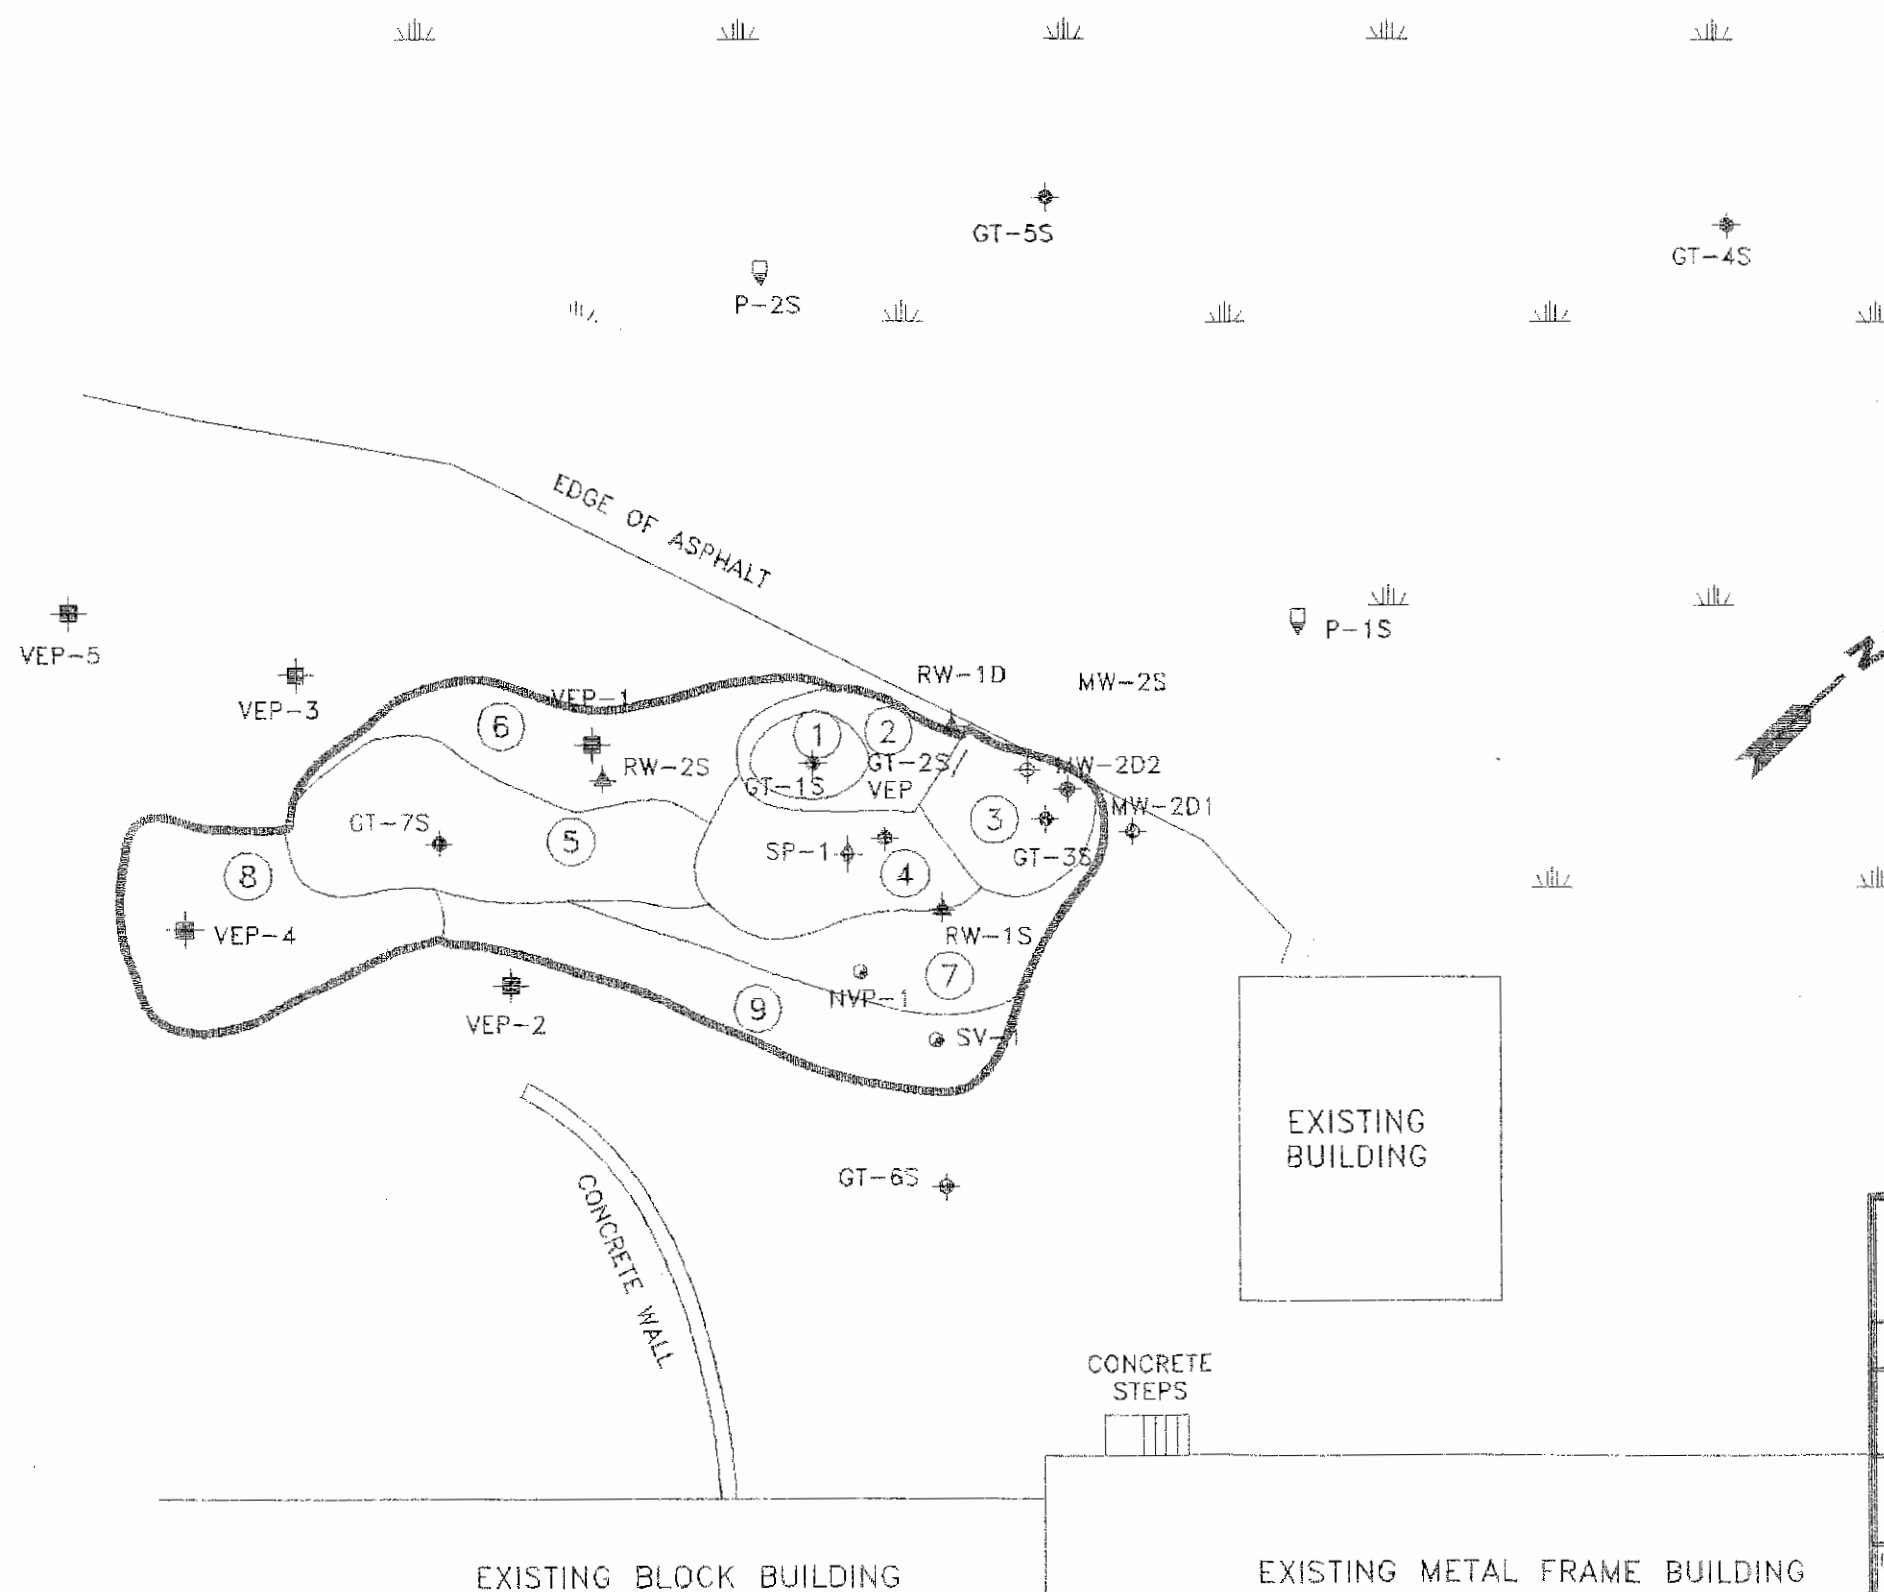 GT-5S
GT-4S
P-2S
EDGE OF ASPHALT
P-1S
N
VEP-5
VEP-3
VEP-1
RW-1D
MW-2S
6
1
2
RW-2S
GT-1S
GT-2S
VEP
MW-2D2
MW-2D1
3
GT-3S
GT-7S
5
SP-1
4
8
VEP-4
RW-1S
7
NVP-1
9
VEP-2
SV-1
EXISTING
BUILDING
GT-6S
CONCRETE WALL
CONCRETE
STEPS
EXISTING BLOCK BUILDING
EXISTING METAL FRAME BUILDING